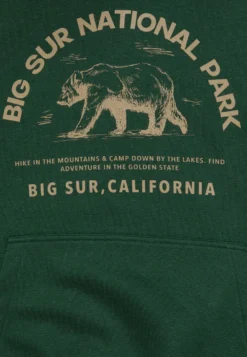 BIG SUR NATIONAL PARK
HIKE IN THE MOUNTAINS & CAMP DOWN BY THE LAKES. FIND
ADVENTURE IN THE GOLDEN STATE
BIG SUR,CALIFORNIA